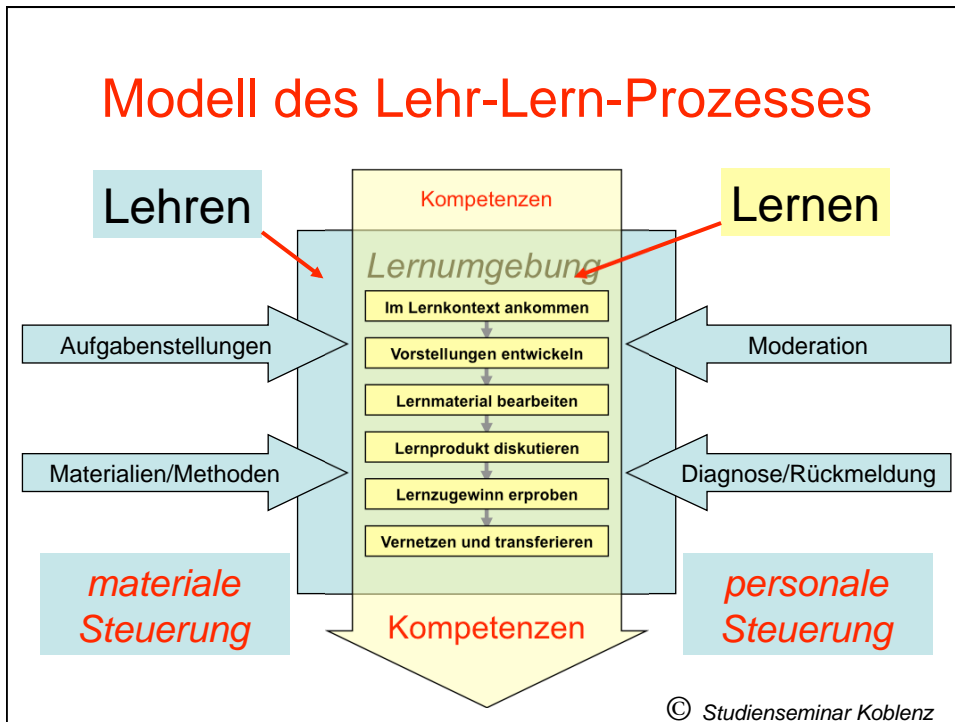 Modell des Lehr-Lern-Prozesses
Lehren
Kompetenzen
Lernen
Lernumgebung
Im Lernkontext ankommen
Aufgabenstellungen
Vorstellungen entwickeln
Moderation
Lernmaterial bearbeiten
Lernprodukt diskutieren
Materialien/Methoden
Diagnose/Rückmeldung
Lernzugewinn erproben
Vernetzen und transferieren
materiale
Steuerung
Kompetenzen
personale
Steuerung
© Studienseminar Koblenz